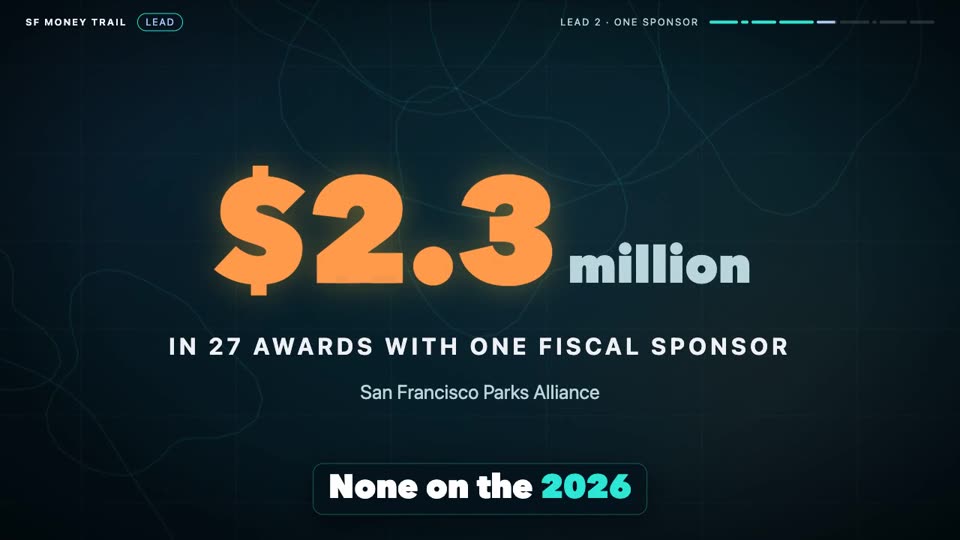 SF MONEY TRAIL LEAD
LEAD 2 · ONE SPONSOR
$2.3 million
IN 27 AWARDS WITH ONE FISCAL SPONSOR
San Francisco Parks Alliance
None on the 2026